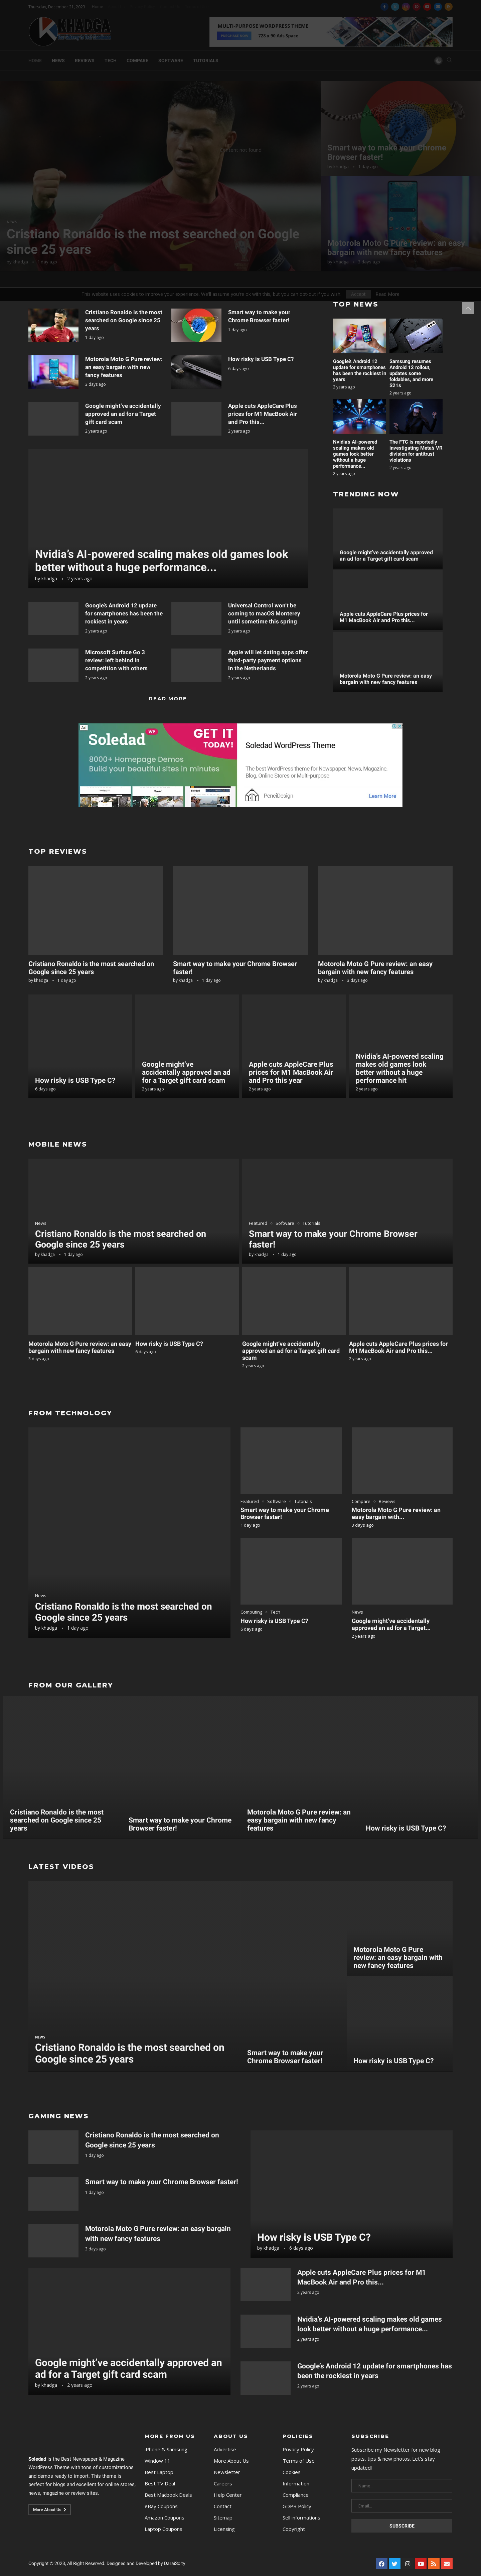 KHADGA
MULTI-PURPOSE WORDPRESS THEME
HOME NEWS REVIEWS TECH COMPARE SOFTWARE TUTORIALS
Smart way to make your Chrome
Browser faster!
by khadga • 1 day ago
NEWS
Cristiano Ronaldo is the most searched on Google
since 25 years
by khadga • 1 day ago
Motorola Moto G Pure review: an easy
bargain with new fancy features
by khadga • 3 days ago
This website uses cookies to improve your experience. We'll assume you're ok with this, but you can opt-out if you wish. Accept Read More
Cristiano Ronaldo is the most
searched on Google since 25
years
1 day ago
Smart way to make your
Chrome Browser faster!
1 day ago
Motorola Moto G Pure review:
an easy bargain with new
fancy features
3 days ago
How risky is USB Type C?
6 days ago
Google might've accidentally
approved an ad for a Target
gift card scam
2 years ago
Apple cuts AppleCare Plus
prices for M1 MacBook Air
and Pro this...
2 years ago
Nvidia's AI-powered scaling makes old games look
better without a huge performance...
by khadga • 2 years ago
Google's Android 12 update
for smartphones has been the
rockiest in years
2 years ago
Universal Control won't be
coming to macOS Monterey
until sometime this spring
2 years ago
Microsoft Surface Go 3
review: left behind in
competition with others
2 years ago
Apple will let dating apps offer
third-party payment options
in the Netherlands
2 years ago
READ MORE
TOP NEWS
Google's Android 12
update for smartphones
has been the rockiest in
years
2 years ago
Samsung resumes
Android 12 rollout,
updates some
foldables, and more
S21s
2 years ago
Nvidia's AI-powered
scaling makes old
games look better
without a huge
performance...
2 years ago
The FTC is reportedly
investigating Meta's VR
division for antitrust
violations
2 years ago
TRENDING NOW
Google might've accidentally approved
an ad for a Target gift card scam
Apple cuts AppleCare Plus prices for
M1 MacBook Air and Pro this...
Motorola Moto G Pure review: an easy
bargain with new fancy features
Ad
Soledad WP
8000+ Homepage Demos
Build your beautiful sites in minutes
GET IT
TODAY!
Soledad WordPress Theme
The best WordPress theme for Newspaper, News, Magazine,
Blog, Online Stores or Multi-purpose
PenciDesign
Learn More
TOP REVIEWS
Cristiano Ronaldo is the most searched on
Google since 25 years
by khadga • 1 day ago
Smart way to make your Chrome Browser
faster!
by khadga • 1 day ago
Motorola Moto G Pure review: an easy
bargain with new fancy features
by khadga • 3 days ago
How risky is USB Type C?
6 days ago
Google might've
accidentally approved an ad
for a Target gift card scam
2 years ago
Apple cuts AppleCare Plus
prices for M1 MacBook Air
and Pro this year
2 years ago
Nvidia's AI-powered scaling
makes old games look
better without a huge
performance hit
2 years ago
MOBILE NEWS
News
Cristiano Ronaldo is the most searched on
Google since 25 years
by khadga • 1 day ago
Featured ○ Software ○ Tutorials
Smart way to make your Chrome Browser
faster!
by khadga • 1 day ago
Motorola Moto G Pure review: an easy
bargain with new fancy features
3 days ago
How risky is USB Type C?
6 days ago
Google might've accidentally
approved an ad for a Target gift card
scam
2 years ago
Apple cuts AppleCare Plus prices for
M1 MacBook Air and Pro this...
2 years ago
FROM TECHNOLOGY
News
Cristiano Ronaldo is the most searched on
Google since 25 years
by khadga • 1 day ago
Featured ○ Software ○ Tutorials
Smart way to make your Chrome
Browser faster!
1 day ago
Compare ○ Reviews
Motorola Moto G Pure review: an
easy bargain with...
3 days ago
Computing ○ Tech
How risky is USB Type C?
6 days ago
News
Google might've accidentally
approved an ad for a Target...
2 years ago
FROM OUR GALLERY
Cristiano Ronaldo is the most
searched on Google since 25
years
Smart way to make your Chrome
Browser faster!
Motorola Moto G Pure review: an
easy bargain with new fancy
features
How risky is USB Type C?
LATEST VIDEOS
NEWS
Cristiano Ronaldo is the most searched on
Google since 25 years
Smart way to make your
Chrome Browser faster!
Motorola Moto G Pure
review: an easy bargain with
new fancy features
How risky is USB Type C?
GAMING NEWS
Cristiano Ronaldo is the most searched on
Google since 25 years
1 day ago
Smart way to make your Chrome Browser faster!
1 day ago
Motorola Moto G Pure review: an easy bargain
with new fancy features
3 days ago
How risky is USB Type C?
by khadga • 6 days ago
Google might've accidentally approved an
ad for a Target gift card scam
by khadga • 2 years ago
Apple cuts AppleCare Plus prices for M1
MacBook Air and Pro this...
2 years ago
Nvidia's AI-powered scaling makes old games
look better without a huge performance...
2 years ago
Google's Android 12 update for smartphones has
been the rockiest in years
2 years ago
Soledad is the Best Newspaper & Magazine
WordPress Theme with tons of customizations
and demos ready to import. This theme is
perfect for blogs and excellent for online stores,
news, magazine or review sites.
About Us
MORE FROM US
iPhone & Samsung
Window 11
Best Laptop
Best TV Deal
Best Macbook Deals
eBay Coupons
Amazon Coupons
Laptop Coupons
ABOUT US
Advertise
More About Us
Newsletter
Careers
Help Center
Contact
Sitemap
Licensing
POLICIES
Privacy Policy
Terms of Use
Cookies
Information
Compliance
GDPR Policy
Sell Informations
Copyright
SUBSCRIBE
Subscribe my Newsletter for new blog
posts, tips & new photos. Let's stay
updated!
Name...
Email...
SUBSCRIBE
Copyright © 2023, All Right Reserved. Designed and Developed by DarzaSoity